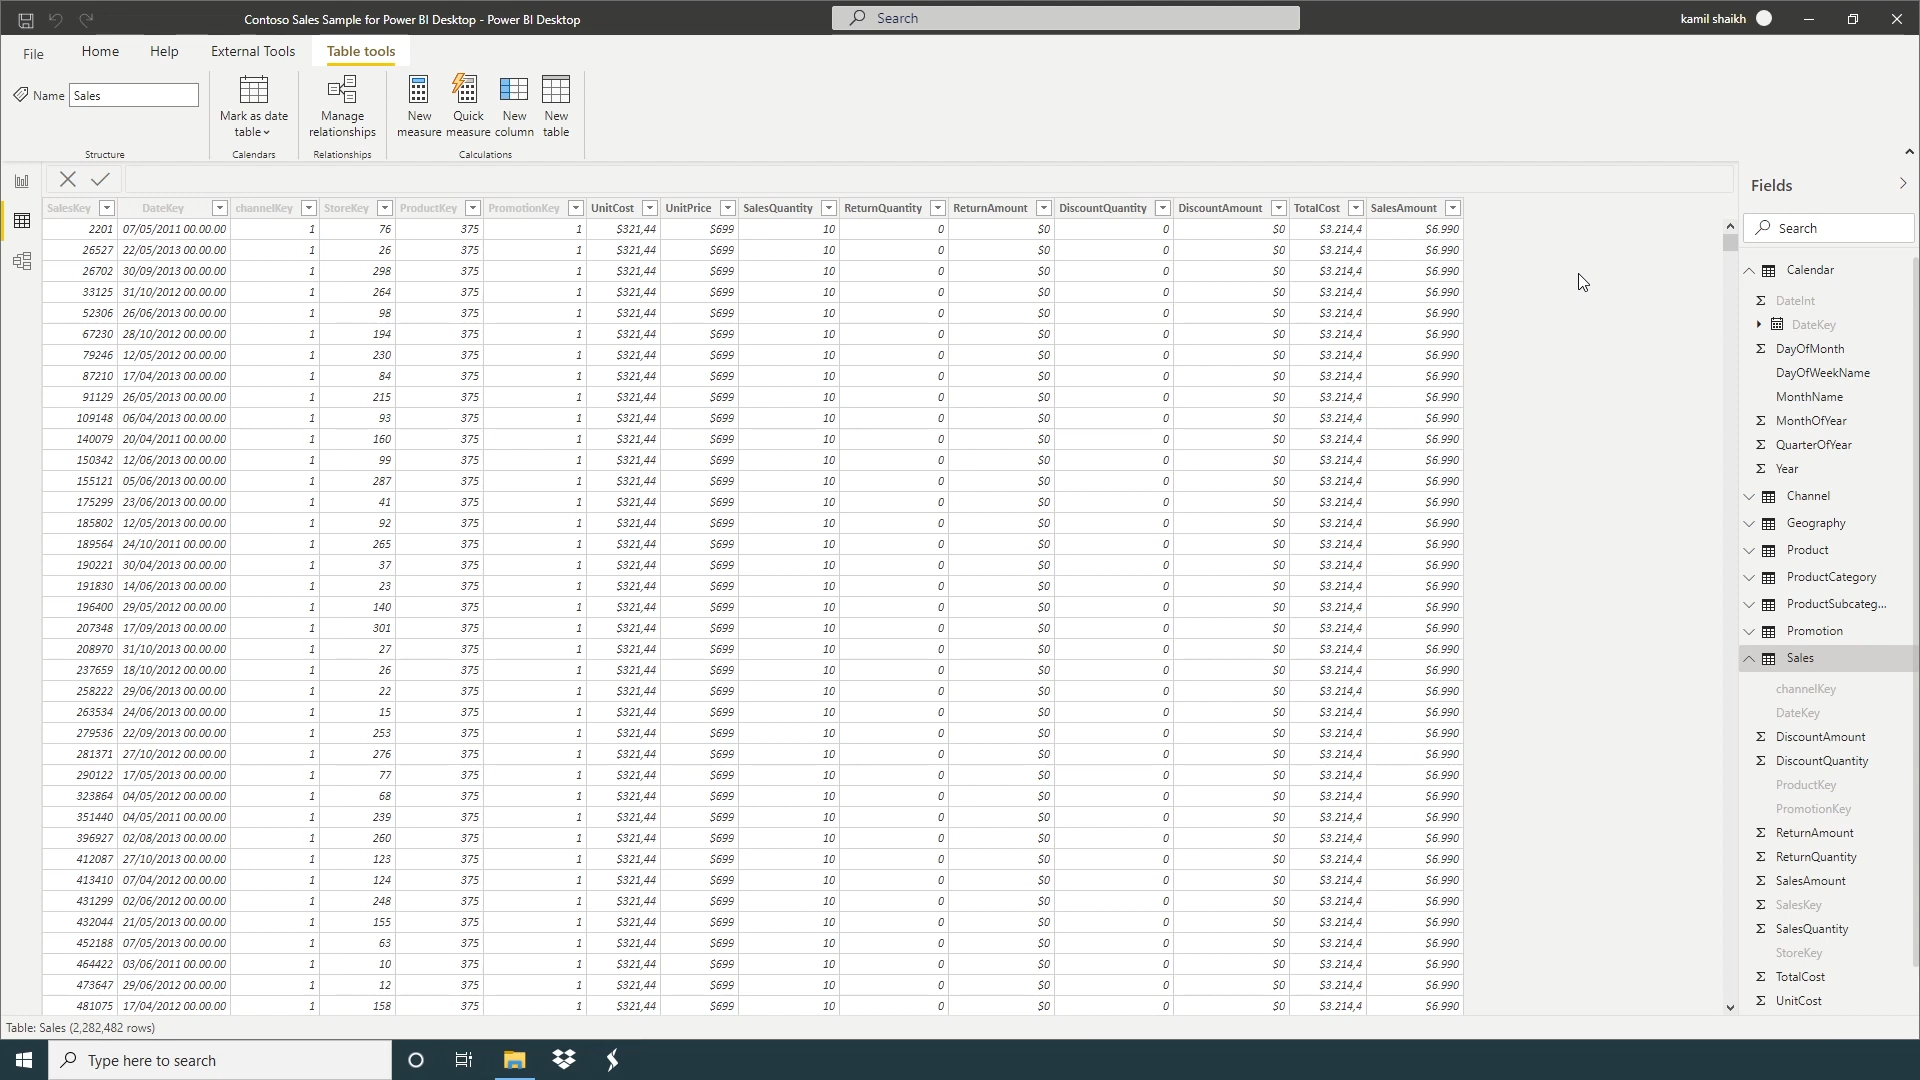 Contoso Sales Sample for Power BI Desktop - Power BI Desktop
Search
kamil shaikh
File
Home
Help
External Tools
Table tools
Name
Sales
Mark as date table
Manage relationships
New measure
Quick measure
New column
New table
Structure
Calendars
Relationships
Calculations
SalesKey DateKey channelKey StoreKey ProductKey PromotionKey UnitCost UnitPrice SalesQuantity ReturnQuantity ReturnAmount DiscountQuantity DiscountAmount TotalCost SalesAmount
2201 07/05/2011 00.00.00 1 76 375 1 $321,44 $699 10 0 $0 0 $0 $3.214,4 $6.990
26527 22/05/2013 00.00.00 1 26 375 1 $321,44 $699 10 0 $0 0 $0 $3.214,4 $6.990
26702 30/09/2013 00.00.00 1 298 375 1 $321,44 $699 10 0 $0 0 $0 $3.214,4 $6.990
33125 31/10/2012 00.00.00 1 264 375 1 $321,44 $699 10 0 $0 0 $0 $3.214,4 $6.990
52306 26/06/2013 00.00.00 1 98 375 1 $321,44 $699 10 0 $0 0 $0 $3.214,4 $6.990
67230 28/10/2012 00.00.00 1 194 375 1 $321,44 $699 10 0 $0 0 $0 $3.214,4 $6.990
79246 12/05/2012 00.00.00 1 230 375 1 $321,44 $699 10 0 $0 0 $0 $3.214,4 $6.990
87210 17/04/2013 00.00.00 1 84 375 1 $321,44 $699 10 0 $0 0 $0 $3.214,4 $6.990
91129 26/05/2013 00.00.00 1 215 375 1 $321,44 $699 10 0 $0 0 $0 $3.214,4 $6.990
109148 06/04/2013 00.00.00 1 93 375 1 $321,44 $699 10 0 $0 0 $0 $3.214,4 $6.990
140079 20/04/2011 00.00.00 1 160 375 1 $321,44 $699 10 0 $0 0 $0 $3.214,4 $6.990
150342 12/06/2013 00.00.00 1 99 375 1 $321,44 $699 10 0 $0 0 $0 $3.214,4 $6.990
155121 05/06/2013 00.00.00 1 287 375 1 $321,44 $699 10 0 $0 0 $0 $3.214,4 $6.990
175299 23/06/2013 00.00.00 1 41 375 1 $321,44 $699 10 0 $0 0 $0 $3.214,4 $6.990
185802 12/05/2013 00.00.00 1 92 375 1 $321,44 $699 10 0 $0 0 $0 $3.214,4 $6.990
189564 24/10/2011 00.00.00 1 265 375 1 $321,44 $699 10 0 $0 0 $0 $3.214,4 $6.990
190221 30/04/2013 00.00.00 1 37 375 1 $321,44 $699 10 0 $0 0 $0 $3.214,4 $6.990
191830 14/06/2013 00.00.00 1 23 375 1 $321,44 $699 10 0 $0 0 $0 $3.214,4 $6.990
196400 29/05/2012 00.00.00 1 140 375 1 $321,44 $699 10 0 $0 0 $0 $3.214,4 $6.990
207348 17/09/2013 00.00.00 1 301 375 1 $321,44 $699 10 0 $0 0 $0 $3.214,4 $6.990
208970 31/10/2013 00.00.00 1 27 375 1 $321,44 $699 10 0 $0 0 $0 $3.214,4 $6.990
237659 18/10/2012 00.00.00 1 26 375 1 $321,44 $699 10 0 $0 0 $0 $3.214,4 $6.990
258222 29/06/2013 00.00.00 1 22 375 1 $321,44 $699 10 0 $0 0 $0 $3.214,4 $6.990
263534 24/06/2013 00.00.00 1 15 375 1 $321,44 $699 10 0 $0 0 $0 $3.214,4 $6.990
279536 22/09/2013 00.00.00 1 253 375 1 $321,44 $699 10 0 $0 0 $0 $3.214,4 $6.990
281371 27/10/2012 00.00.00 1 276 375 1 $321,44 $699 10 0 $0 0 $0 $3.214,4 $6.990
290122 17/05/2013 00.00.00 1 77 375 1 $321,44 $699 10 0 $0 0 $0 $3.214,4 $6.990
323864 04/05/2012 00.00.00 1 68 375 1 $321,44 $699 10 0 $0 0 $0 $3.214,4 $6.990
351440 04/05/2011 00.00.00 1 239 375 1 $321,44 $699 10 0 $0 0 $0 $3.214,4 $6.990
396927 02/08/2013 00.00.00 1 260 375 1 $321,44 $699 10 0 $0 0 $0 $3.214,4 $6.990
412087 27/10/2013 00.00.00 1 123 375 1 $321,44 $699 10 0 $0 0 $0 $3.214,4 $6.990
413410 07/04/2012 00.00.00 1 124 375 1 $321,44 $699 10 0 $0 0 $0 $3.214,4 $6.990
431299 02/06/2012 00.00.00 1 248 375 1 $321,44 $699 10 0 $0 0 $0 $3.214,4 $6.990
432044 21/05/2013 00.00.00 1 155 375 1 $321,44 $699 10 0 $0 0 $0 $3.214,4 $6.990
452188 07/05/2013 00.00.00 1 63 375 1 $321,44 $699 10 0 $0 0 $0 $3.214,4 $6.990
464422 03/06/2011 00.00.00 1 10 375 1 $321,44 $699 10 0 $0 0 $0 $3.214,4 $6.990
473647 29/06/2012 00.00.00 1 12 375 1 $321,44 $699 10 0 $0 0 $0 $3.214,4 $6.990
481075 17/04/2012 00.00.00 1 158 375 1 $321,44 $699 10 0 $0 0 $0 $3.214,4 $6.990
Fields
Search
Calendar
DateInt
DateKey
DayOfMonth
DayOfWeekName
MonthName
MonthOfYear
QuarterOfYear
Year
Channel
Geography
Product
ProductCategory
ProductSubcateg...
Promotion
Sales
channelKey
DateKey
DiscountAmount
DiscountQuantity
ProductKey
PromotionKey
ReturnAmount
ReturnQuantity
SalesAmount
SalesKey
SalesQuantity
StoreKey
TotalCost
UnitCost
Table: Sales (2,282,482 rows)
Type here to search